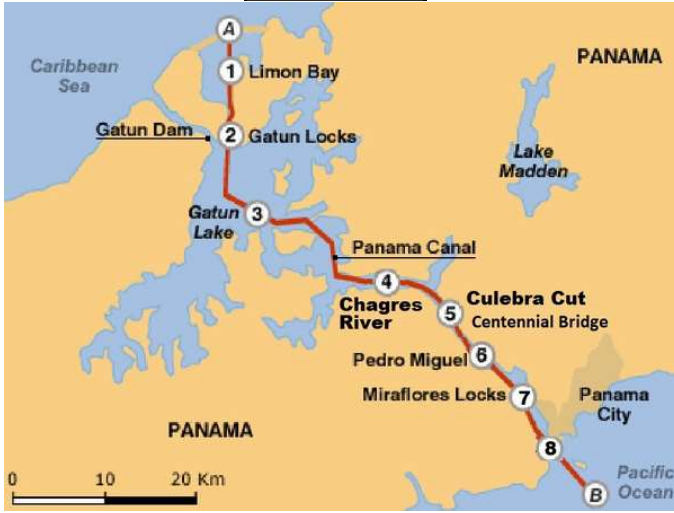 A
PANAMA
Caribbean
Sea
1 Limon Bay
Gatun Dam
2 Gatun Locks
Lake
Madden
Gatun
Lake
3
Panama Canal
4
Chagres
River
Culebra Cut
5
Centennial Bridge
Pedro Miguel 6
Miraflores Locks 7
Panama
City
PANAMA
8
0 10 20 Km
B
Pacific
Ocean